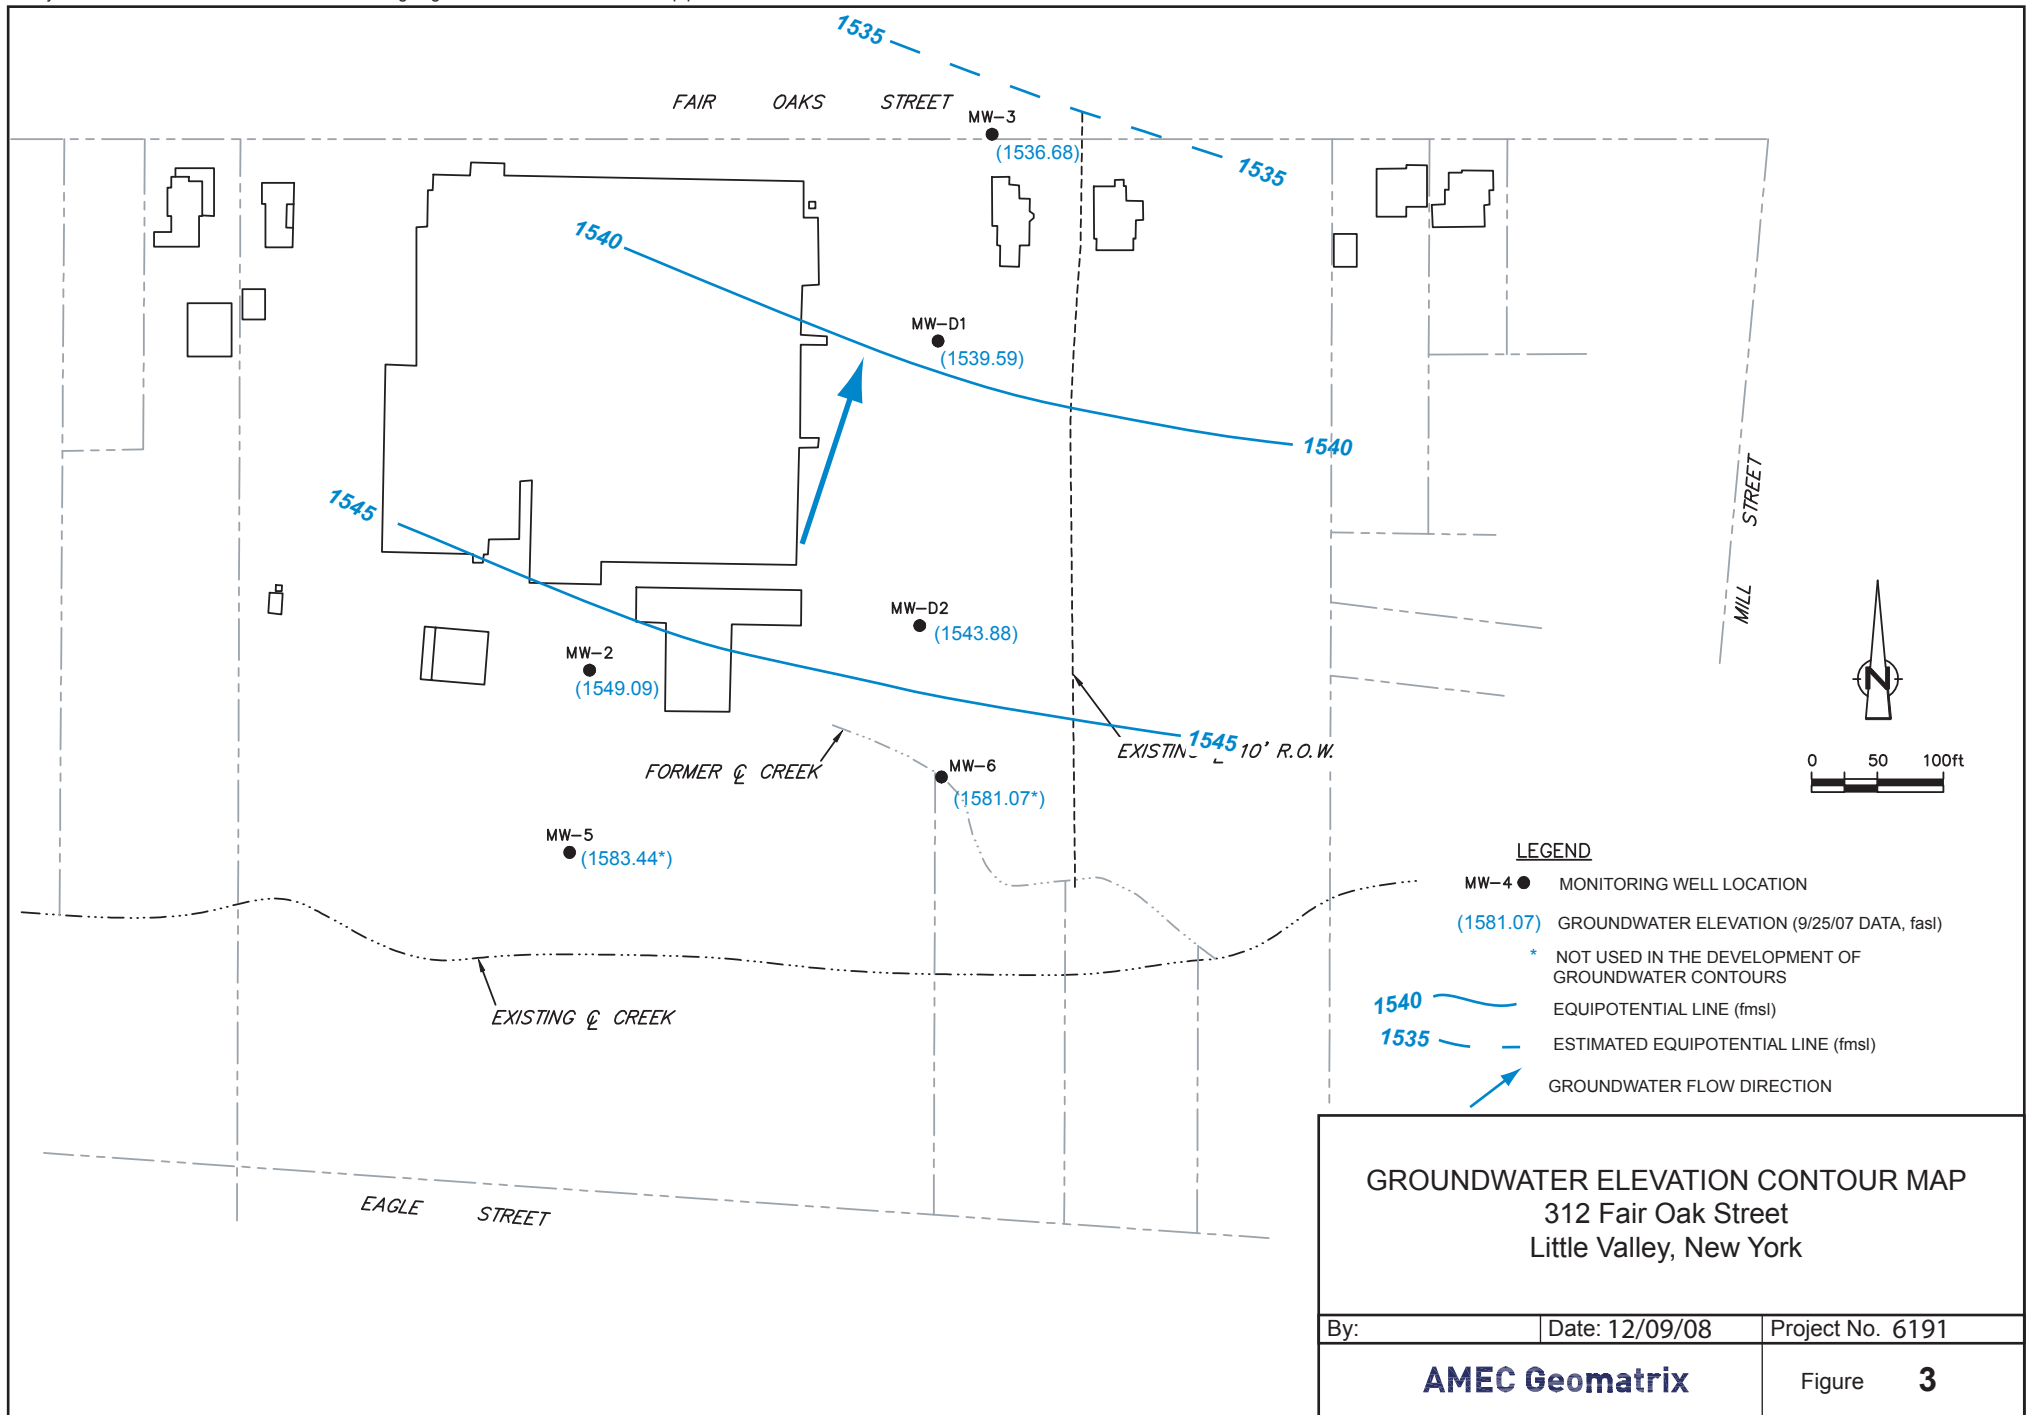 1535
FAIR OAKS STREET
MW-3
(1536.68)
1535
1540
MW-D1
(1539.59)
1540
1545
MILL STREET
MW-D2
(1543.88)
MW-2
(1549.09)
N
1545
EXISTING 10' R.O.W.
FORMER ℄ CREEK
MW-6
(1581.07*)
0 50 100ft
MW-5
(1583.44*)
LEGEND
MW-4 MONITORING WELL LOCATION
(1581.07) GROUNDWATER ELEVATION (9/25/07 DATA, fasl)
* NOT USED IN THE DEVELOPMENT OF
GROUNDWATER CONTOURS
1540 EQUIPOTENTIAL LINE (fmsl)
1535 ESTIMATED EQUIPOTENTIAL LINE (fmsl)
GROUNDWATER FLOW DIRECTION
EXISTING ℄ CREEK
EAGLE STREET
GROUNDWATER ELEVATION CONTOUR MAP
312 Fair Oak Street
Little Valley, New York
By: Date: 12/09/08 Project No. 6191
AMEC Geomatrix Figure 3